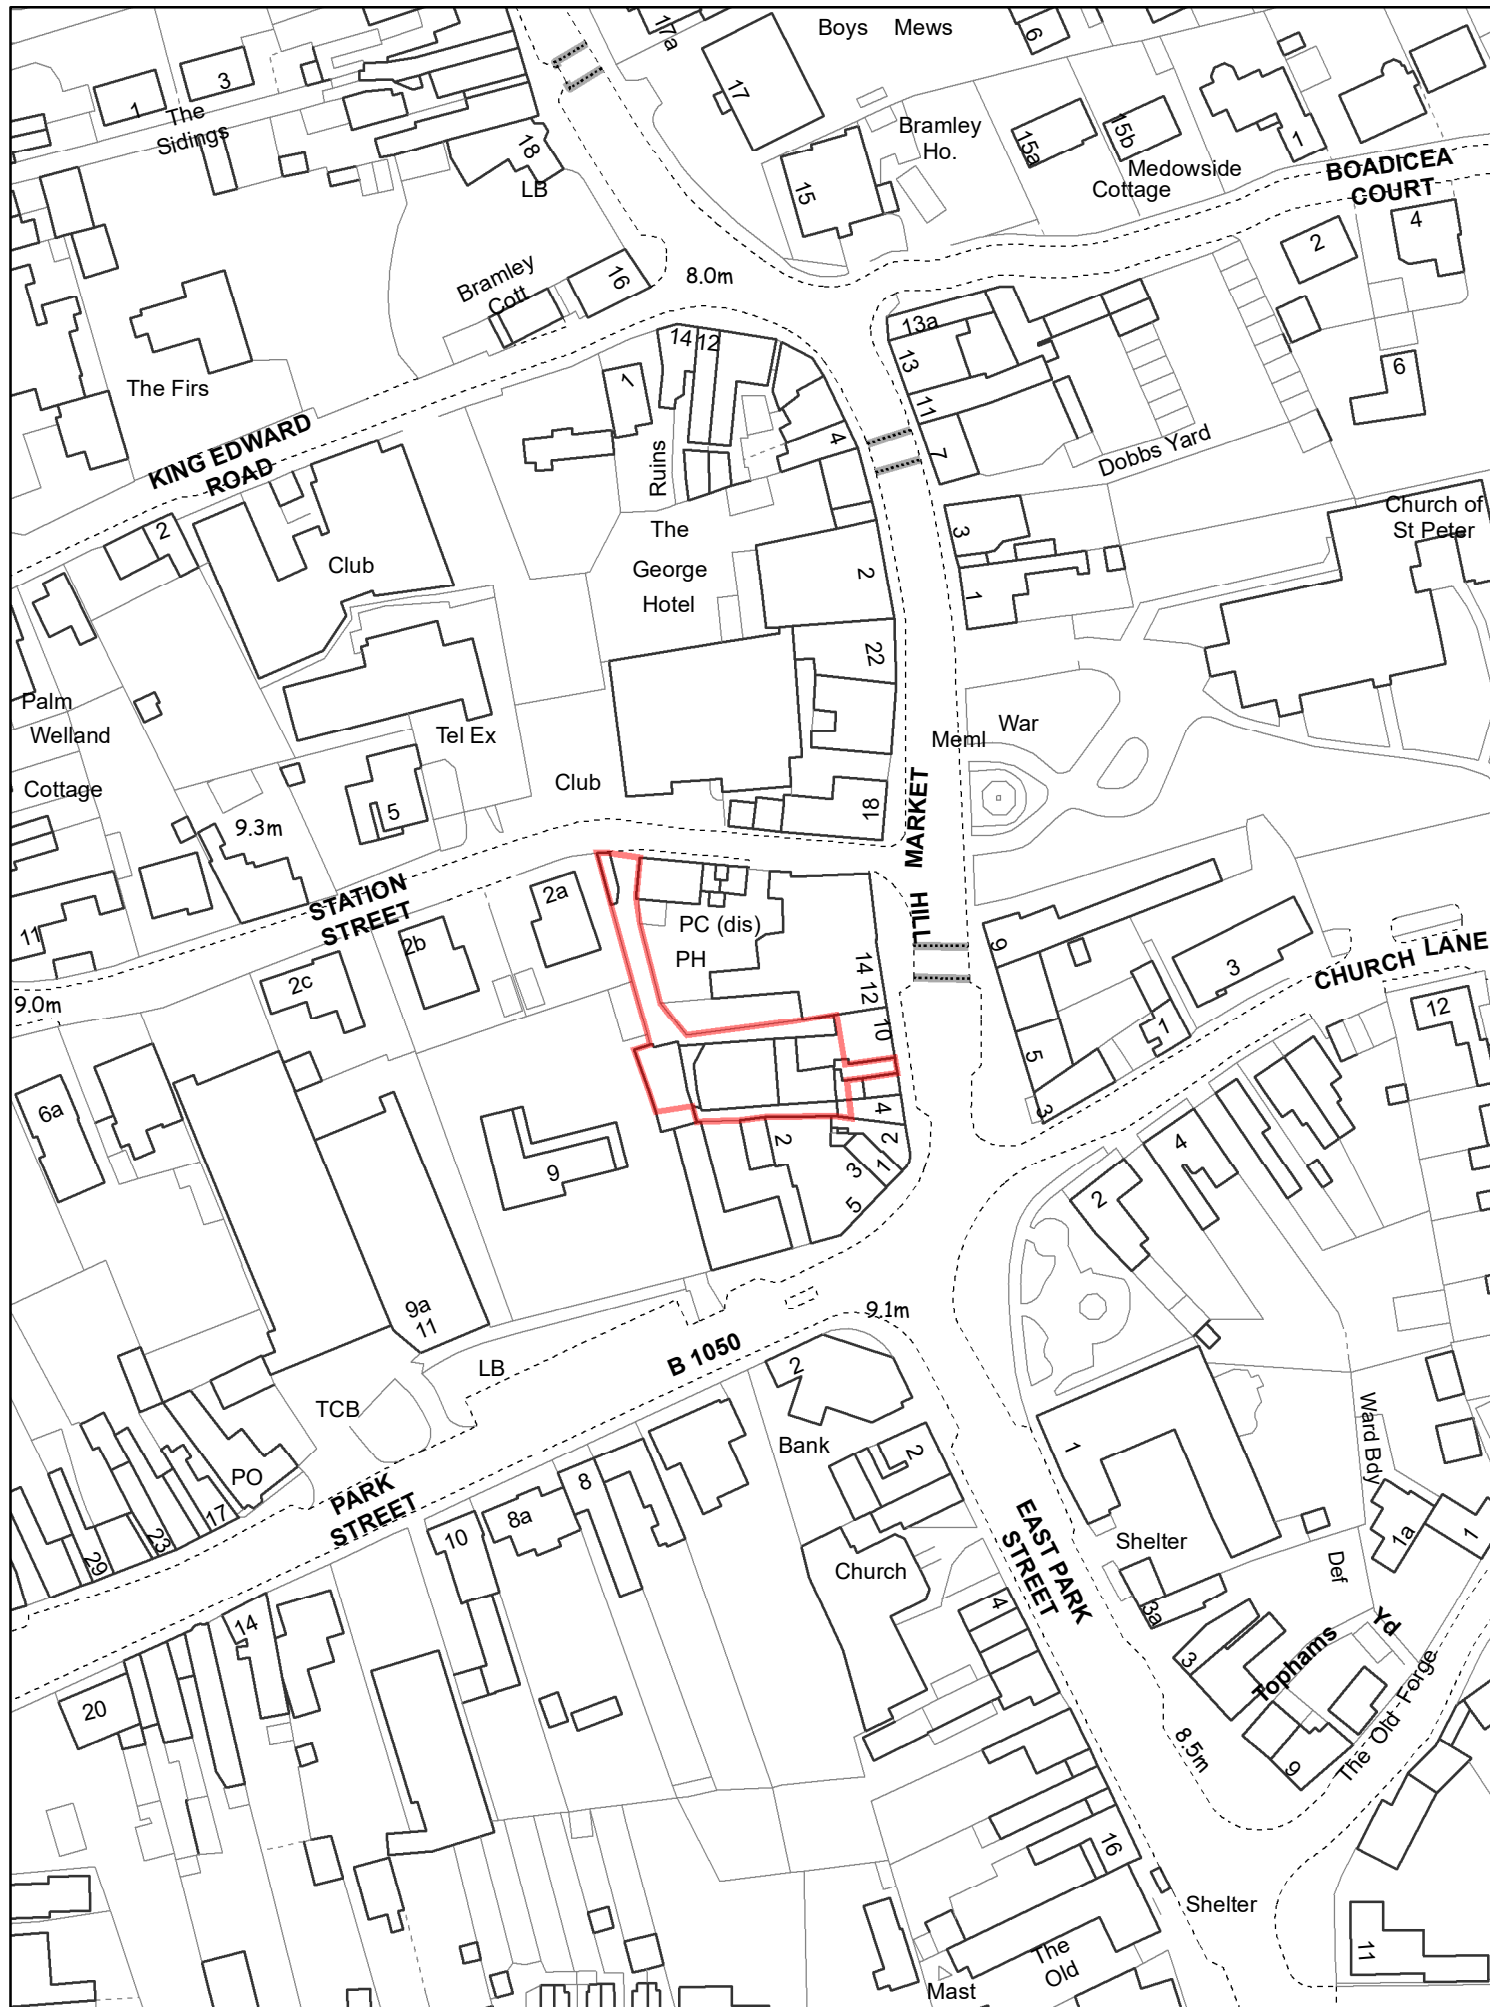 17a
Boys Mews
6
1
3
The
Sidings
17
18
LB
15
Bramley
Ho.
15a
15b
Medowside
Cottage
1
BOADICEA
COURT
2
4
Bramley
Cott
16
8.0m
13a
13
11
7
14
12
1
4
6
The Firs
Ruins
Dobbs Yard
KING EDWARD
ROAD
2
Club
The
George
Hotel
2
3
1
Church of
St Peter
22
Palm
Welland
Cottage
Tel Ex
War
Meml
Club
5
9.3m
18
MARKET
HILL
STATION
STREET
2a
2b
2c
11
9.0m
PC (dis)
PH
14
12
10
9
3
5
3
1
CHURCH LANE
12
6a
4
2
2
3
1
5
9
4
2
9a
11
9.1m
B 1050
LB
TCB
2
Bank
2
1
Ward Bdy
PO
17
23
29
PARK
STREET
10
8a
8
Church
EAST PARK
STREET
Shelter
Def
1a
1
14
20
4
3a
3
Tophams
Yd
The Old Forge
9
8.5m
16
Shelter
The
Old
Mast
11